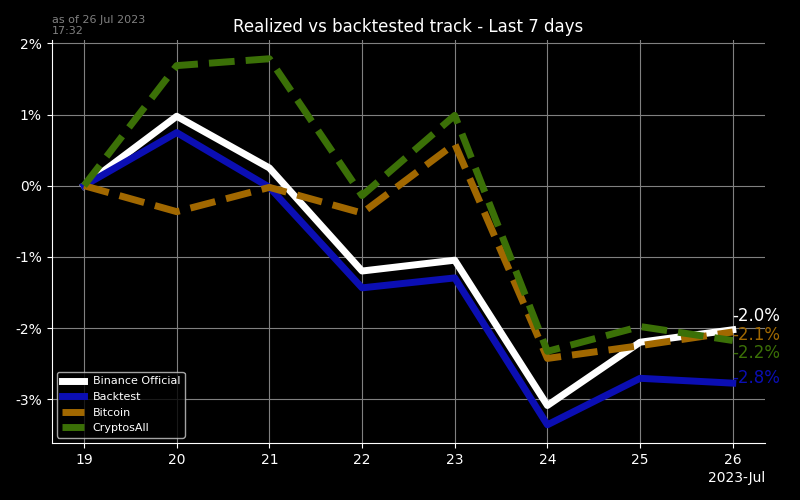 as of 26 Jul 2023
17:32
Realized vs backtested track - Last 7 days
2%
1%
0%
-1%
-2%
-3%
-2.0%
-2.1%
-2.2%
-2.8%
Binance Official
Backtest
Bitcoin
CryptosAll
19 20 21 22 23 24 25 26
2023-Jul